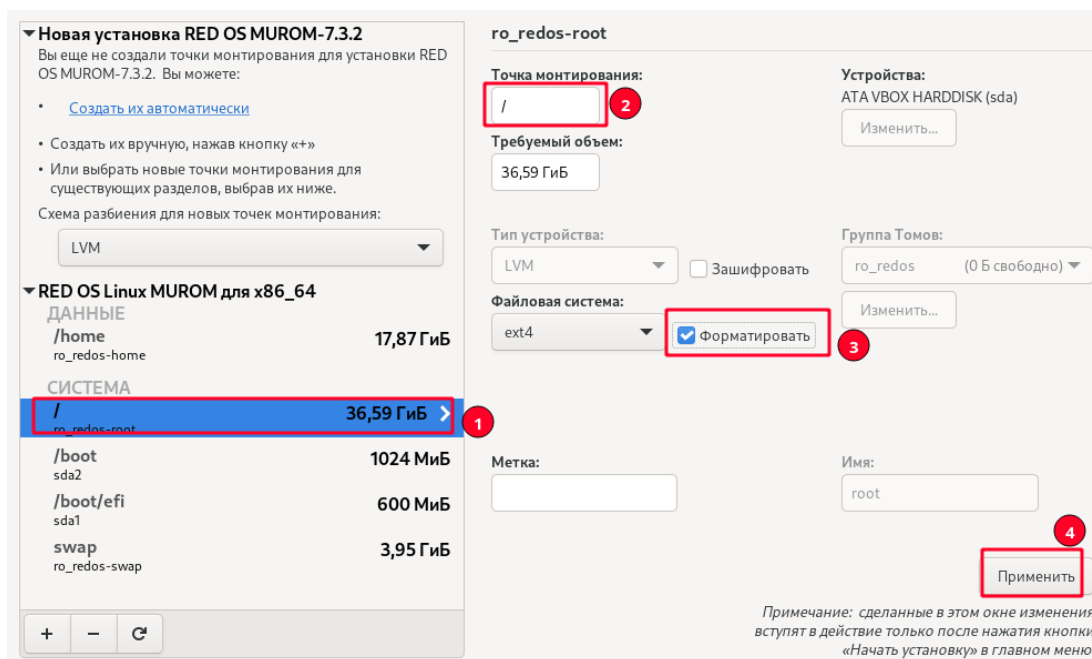 Новая установка RED OS MUROM-7.3.2
Вы еще не создали точки монтирования для установки RED
OS MUROM-7.3.2. Вы можете:
• Создать их автоматически
• Создать их вручную, нажав кнопку «+»
• Или выбрать новые точки монтирования для
существующих разделов, выбрав их ниже.
Схема разбиения для новых точек монтирования:
LVM
RED OS Linux MUROM для x86_64
ДАННЫЕ
/home 17,87 ГиБ
ro_redos-home
СИСТЕМА
/ 36,59 ГиБ
ro_redos-root
1
/boot 1024 МиБ
sda2
/boot/efi 600 МиБ
sda1
swap 3,95 ГиБ
ro_redos-swap
+ −
ro_redos-root
Точка монтирования:
/
2
Требуемый объем:
36,59 ГиБ
Устройства:
ATA VBOX HARDDISK (sda)
Изменить...
Тип устройства:
LVM
Зашифровать
Группа Томов:
ro_redos (0 Б свободно)
Изменить...
Файловая система:
ext4
Форматировать
3
Метка:
Имя:
root
4
Применить
Примечание: сделанные в этом окне изменения
вступят в действие только после нажатия кнопки
«Начать установку» в главном меню